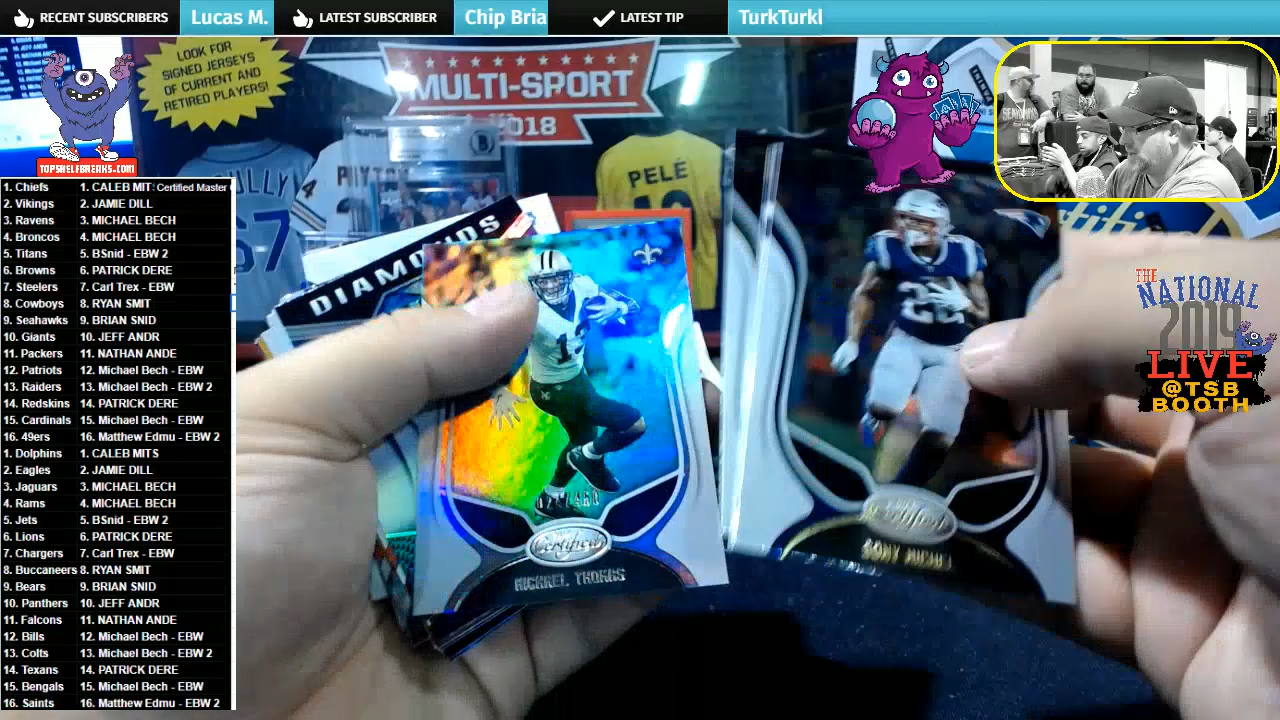 RECENT SUBSCRIBERS
Lucas M.
LATEST SUBSCRIBER
Chip Bria
LATEST TIP
TurkTurkl
LOOK FOR
SIGNED JERSEYS
OF CURRENT AND
RETIRED PLAYERS!
MULTI-SPORT
2018
PELÉ
TOPSHELFBREAKS.COM
THE
NATIONAL
2019
LIVE
@TSB
BOOTH
DIAMONDS
13
Certified
MICHAEL THOMAS
Certified
SONY MICHEL
1. Chiefs 1. CALEB MIT: Certified Master
2. Vikings 2. JAMIE DILL
3. Ravens 3. MICHAEL BECH
4. Broncos 4. MICHAEL BECH
5. Titans 5. BSnid - EBW 2
6. Browns 6. PATRICK DERE
7. Steelers 7. Carl Trex - EBW
8. Cowboys 8. RYAN SMIT
9. Seahawks 9. BRIAN SNID
10. Giants 10. JEFF ANDR
11. Packers 11. NATHAN ANDE
12. Patriots 12. Michael Bech - EBW
13. Raiders 13. Michael Bech - EBW 2
14. Redskins 14. PATRICK DERE
15. Cardinals 15. Michael Bech - EBW
16. 49ers 16. Matthew Edmu - EBW 2
1. Dolphins 1. CALEB MITS
2. Eagles 2. JAMIE DILL
3. Jaguars 3. MICHAEL BECH
4. Rams 4. MICHAEL BECH
5. Jets 5. BSnid - EBW 2
6. Lions 6. PATRICK DERE
7. Chargers 7. Carl Trex - EBW
8. Buccaneers 8. RYAN SMIT
9. Bears 9. BRIAN SNID
10. Panthers 10. JEFF ANDR
11. Falcons 11. NATHAN ANDE
12. Bills 12. Michael Bech - EBW
13. Colts 13. Michael Bech - EBW 2
14. Texans 14. PATRICK DERE
15. Bengals 15. Michael Bech - EBW
16. Saints 16. Matthew Edmu - EBW 2